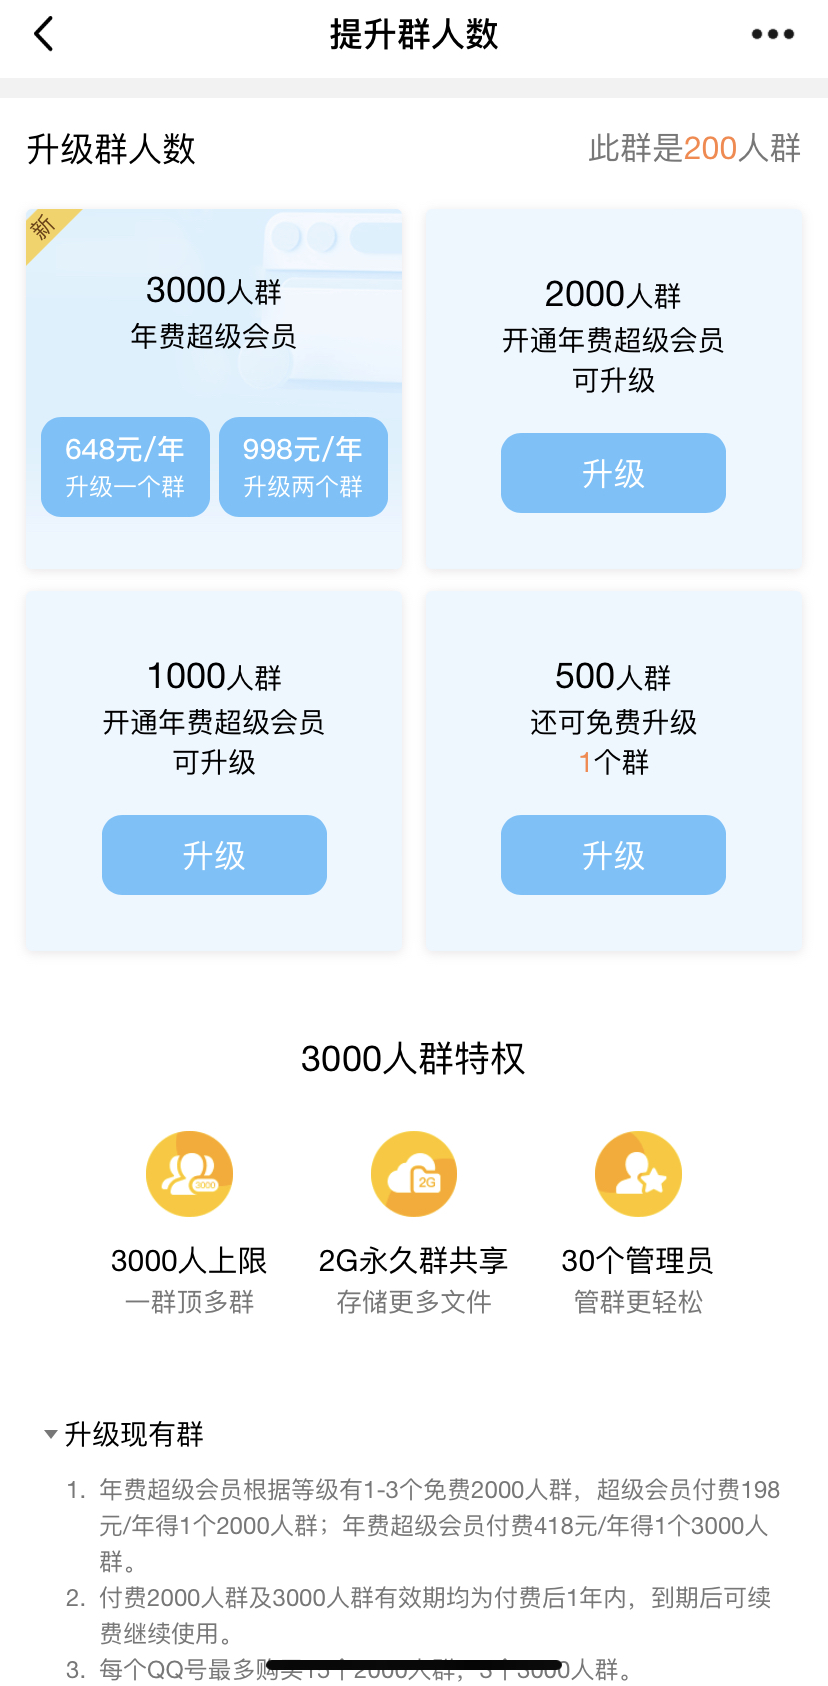 提升群人数
升级群人数
此群是200人群
新
3000人群
年费超级会员
648元/年
升级一个群
998元/年
升级两个群
2000人群
开通年费超级会员
可升级
升级
1000人群
开通年费超级会员
可升级
升级
500人群
还可免费升级
1个群
升级
3000人群特权
3000
2G
3000人上限
一群顶多群
2G永久群共享
存储更多文件
30个管理员
管群更轻松
升级现有群
1. 年费超级会员根据等级有1-3个免费2000人群，超级会员付费198
元/年得1个2000人群；年费超级会员付费418元/年得1个3000人
群。
2. 付费2000人群及3000人群有效期均为付费后1年内，到期后可续
费继续使用。
3. 每个QQ号最多购买15个2000人群，3个3000人群。